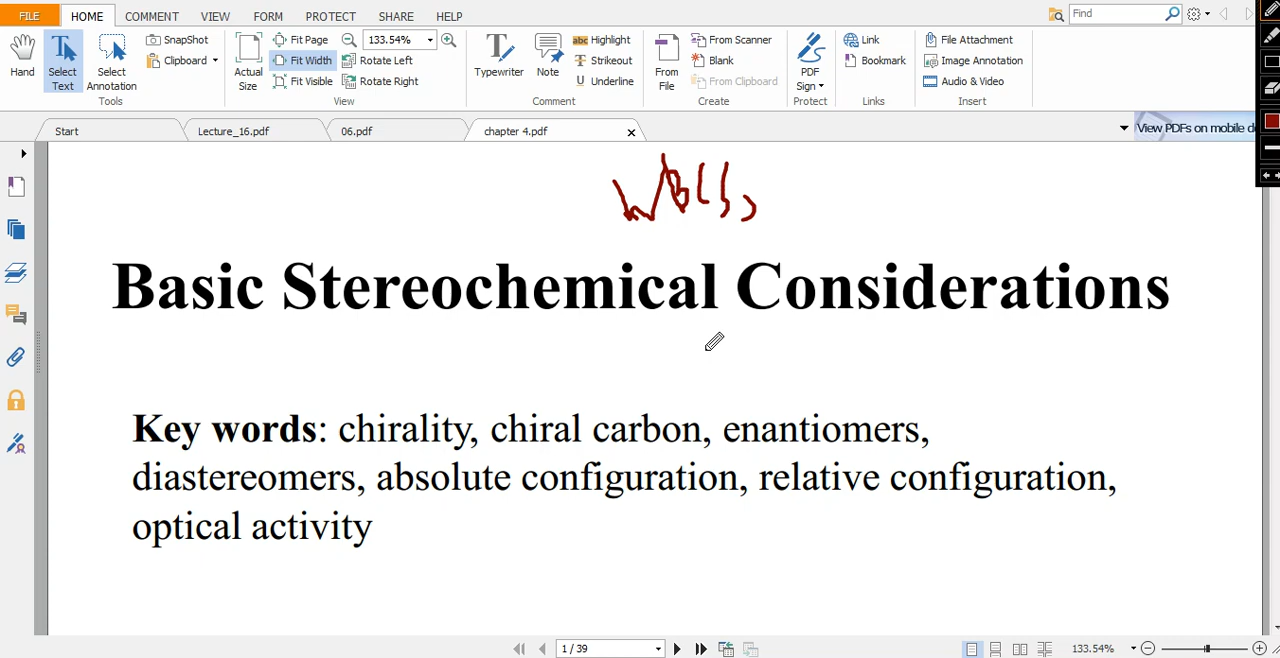 FILE HOME COMMENT VIEW FORM PROTECT SHARE HELP Find
Hand
Select Text
Select Annotation
SnapShot
Clipboard
Tools
Actual Size
Fit Page
Fit Width
Fit Visible
133.54%
Rotate Left
Rotate Right
View
Typewriter
Note
Highlight
Strikeout
Underline
Comment
From File
From Scanner
Blank
From Clipboard
Create
PDF Sign
Protect
Link
Bookmark
Links
File Attachment
Image Annotation
Audio & Video
Insert
Start Lecture_16.pdf 06.pdf chapter 4.pdf View PDFs on mobile d
Basic Stereochemical Considerations
Key words: chirality, chiral carbon, enantiomers,
diastereomers, absolute configuration, relative configuration,
optical activity
1 / 39 133.54%